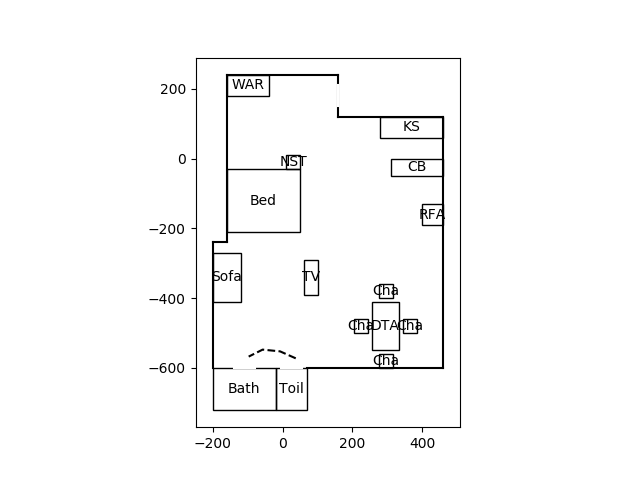 200
0
−200
−400
−600
−200
0
200
400
WAR
KS
NST
CB
Bed
RFA
Sofa
TV
Cha
Cha
DTA
Cha
Cha
Bath
Toil